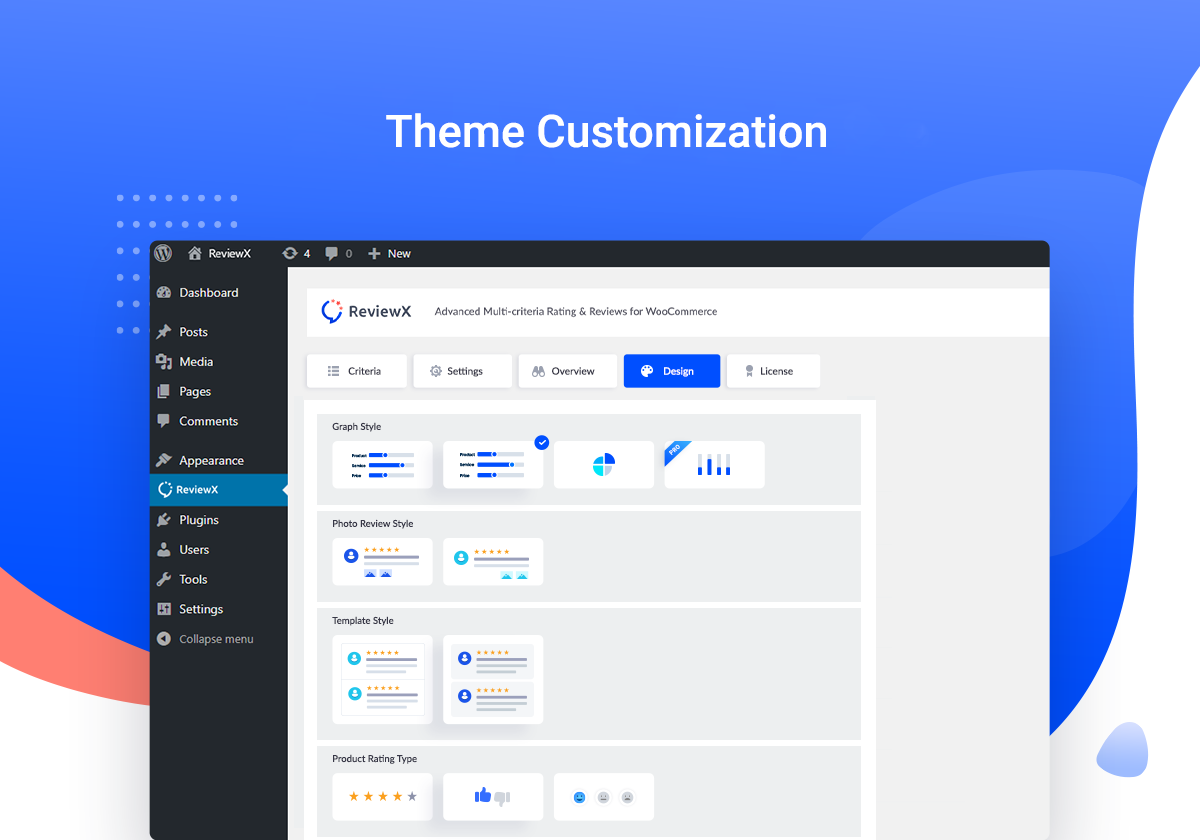 Theme Customization
ReviewX 4 0 New
Dashboard
Posts
Media
Pages
Comments
Appearance
ReviewX
Plugins
Users
Tools
Settings
Collapse menu
ReviewX Advanced Multi-criteria Rating & Reviews for WooCommerce
Criteria Settings Overview Design License
Graph Style
Product Product PRO
Service Service
Price Price
Photo Review Style
Template Style
Product Rating Type